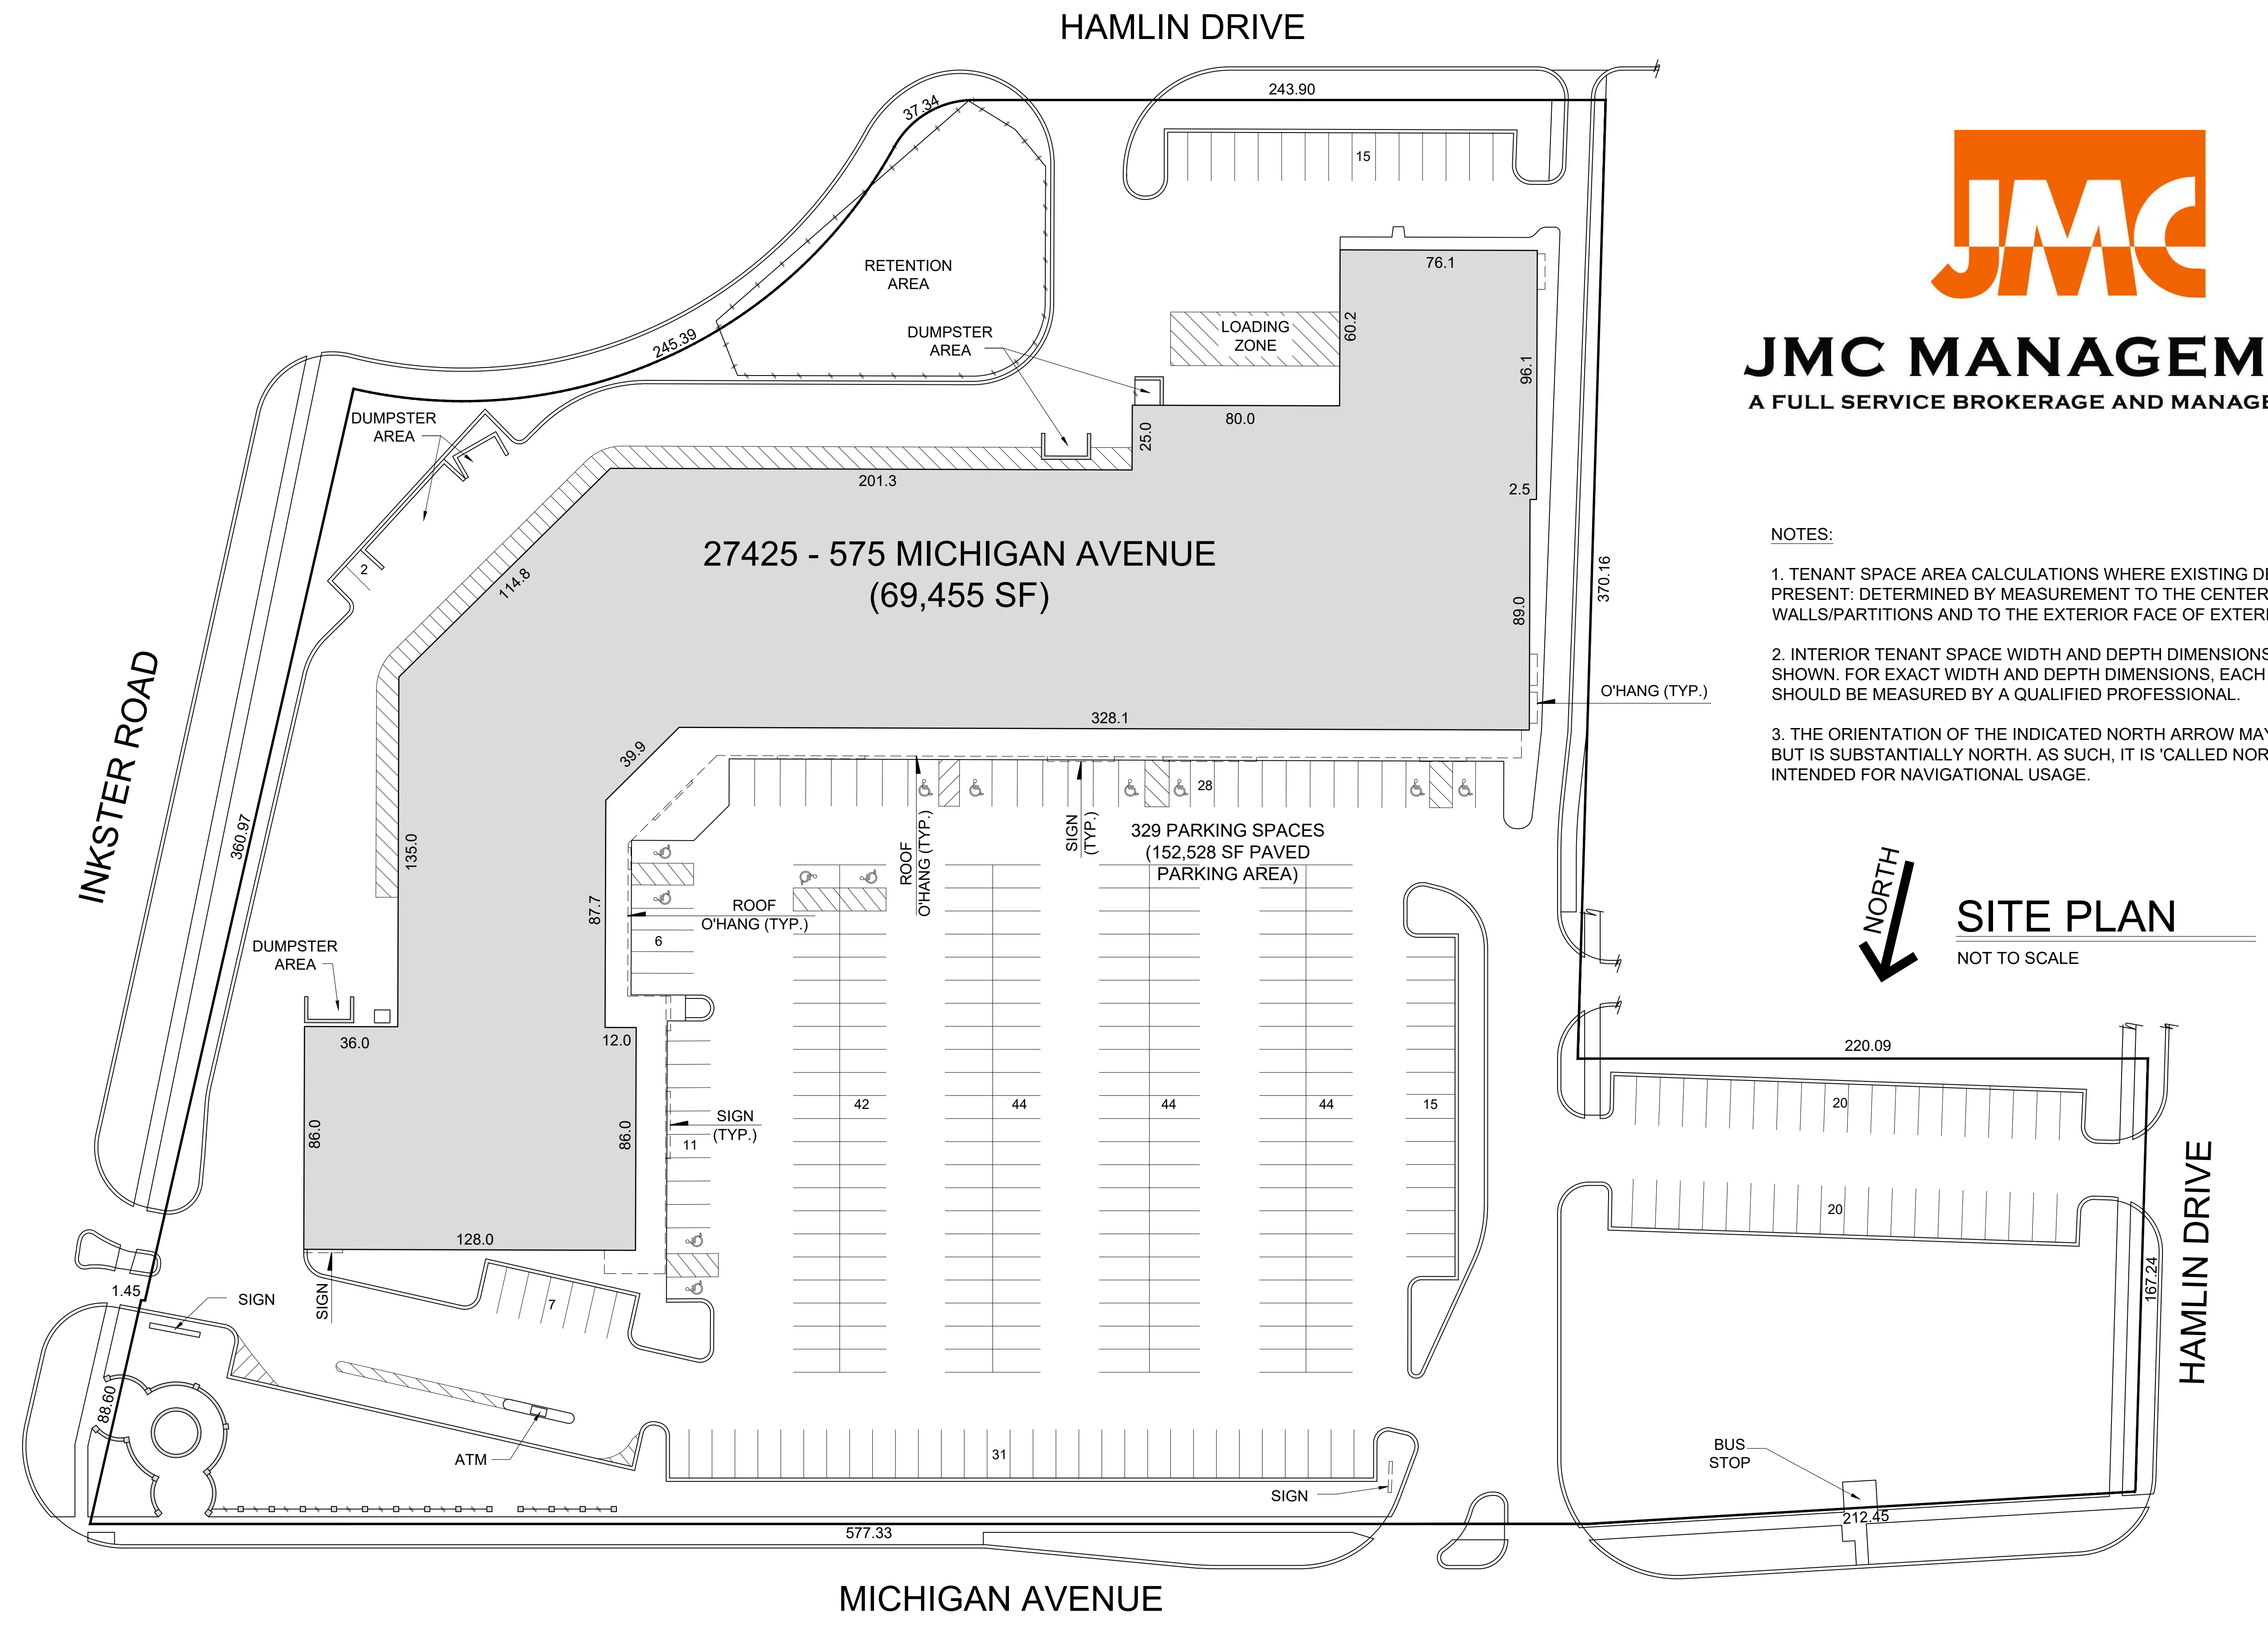 HAMLIN DRIVE
243.90
37.34
15
JMC
RETENTION
AREA
76.1
LOADING
ZONE
60.2
DUMPSTER
AREA
245.39
96.1
JMC MANAGEM
A FULL SERVICE BROKERAGE AND MANAGE
DUMPSTER
AREA
80.0
25.0
201.3
2.5
27425 - 575 MICHIGAN AVENUE
(69,455 SF)
NOTES:
1. TENANT SPACE AREA CALCULATIONS WHERE EXISTING DE
PRESENT: DETERMINED BY MEASUREMENT TO THE CENTER
WALLS/PARTITIONS AND TO THE EXTERIOR FACE OF EXTERI
2. INTERIOR TENANT SPACE WIDTH AND DEPTH DIMENSIONS
SHOWN. FOR EXACT WIDTH AND DEPTH DIMENSIONS, EACH
SHOULD BE MEASURED BY A QUALIFIED PROFESSIONAL.
3. THE ORIENTATION OF THE INDICATED NORTH ARROW MAY
BUT IS SUBSTANTIALLY NORTH. AS SUCH, IT IS 'CALLED NOR
INTENDED FOR NAVIGATIONAL USAGE.
2
114.8
370.16
89.0
O'HANG (TYP.)
INKSTER ROAD
328.1
39.9
28
360.97
135.0
ROOF
O'HANG (TYP.)
SIGN
(TYP.)
329 PARKING SPACES
(152,528 SF PAVED
PARKING AREA)
87.7
ROOF
O'HANG (TYP.)
6
NORTH
SITE PLAN
NOT TO SCALE
DUMPSTER
AREA
36.0
12.0
220.09
86.0
86.0
SIGN
(TYP.)
11
42
44
44
44
15
20
20
HAMLIN DRIVE
128.0
167.24
1.45
SIGN
SIGN
7
88.60
ATM
31
SIGN
BUS
STOP
212.45
577.33
MICHIGAN AVENUE